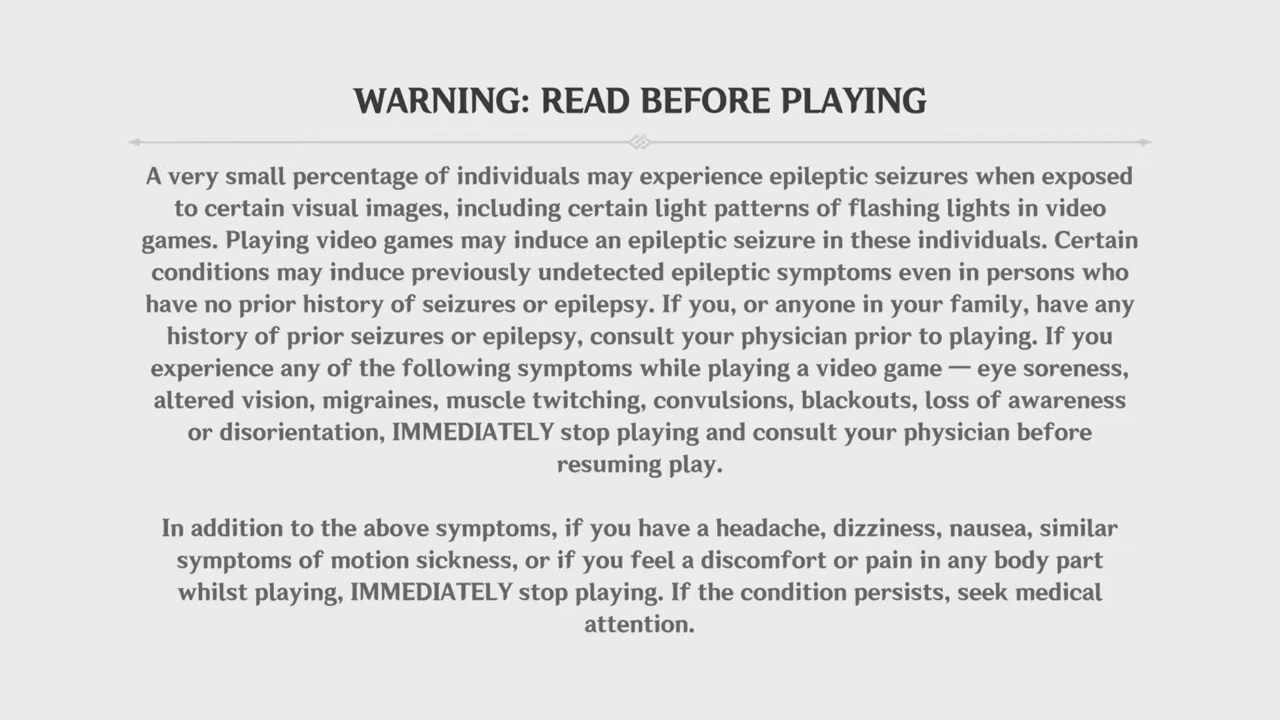 WARNING: READ BEFORE PLAYING
A very small percentage of individuals may experience epileptic seizures when exposed
to certain visual images, including certain light patterns of flashing lights in video
games. Playing video games may induce an epileptic seizure in these individuals. Certain
conditions may induce previously undetected epileptic symptoms even in persons who
have no prior history of seizures or epilepsy. If you, or anyone in your family, have any
history of prior seizures or epilepsy, consult your physician prior to playing. If you
experience any of the following symptoms while playing a video game — eye soreness,
altered vision, migraines, muscle twitching, convulsions, blackouts, loss of awareness
or disorientation, IMMEDIATELY stop playing and consult your physician before
resuming play.
In addition to the above symptoms, if you have a headache, dizziness, nausea, similar
symptoms of motion sickness, or if you feel a discomfort or pain in any body part
whilst playing, IMMEDIATELY stop playing. If the condition persists, seek medical
attention.